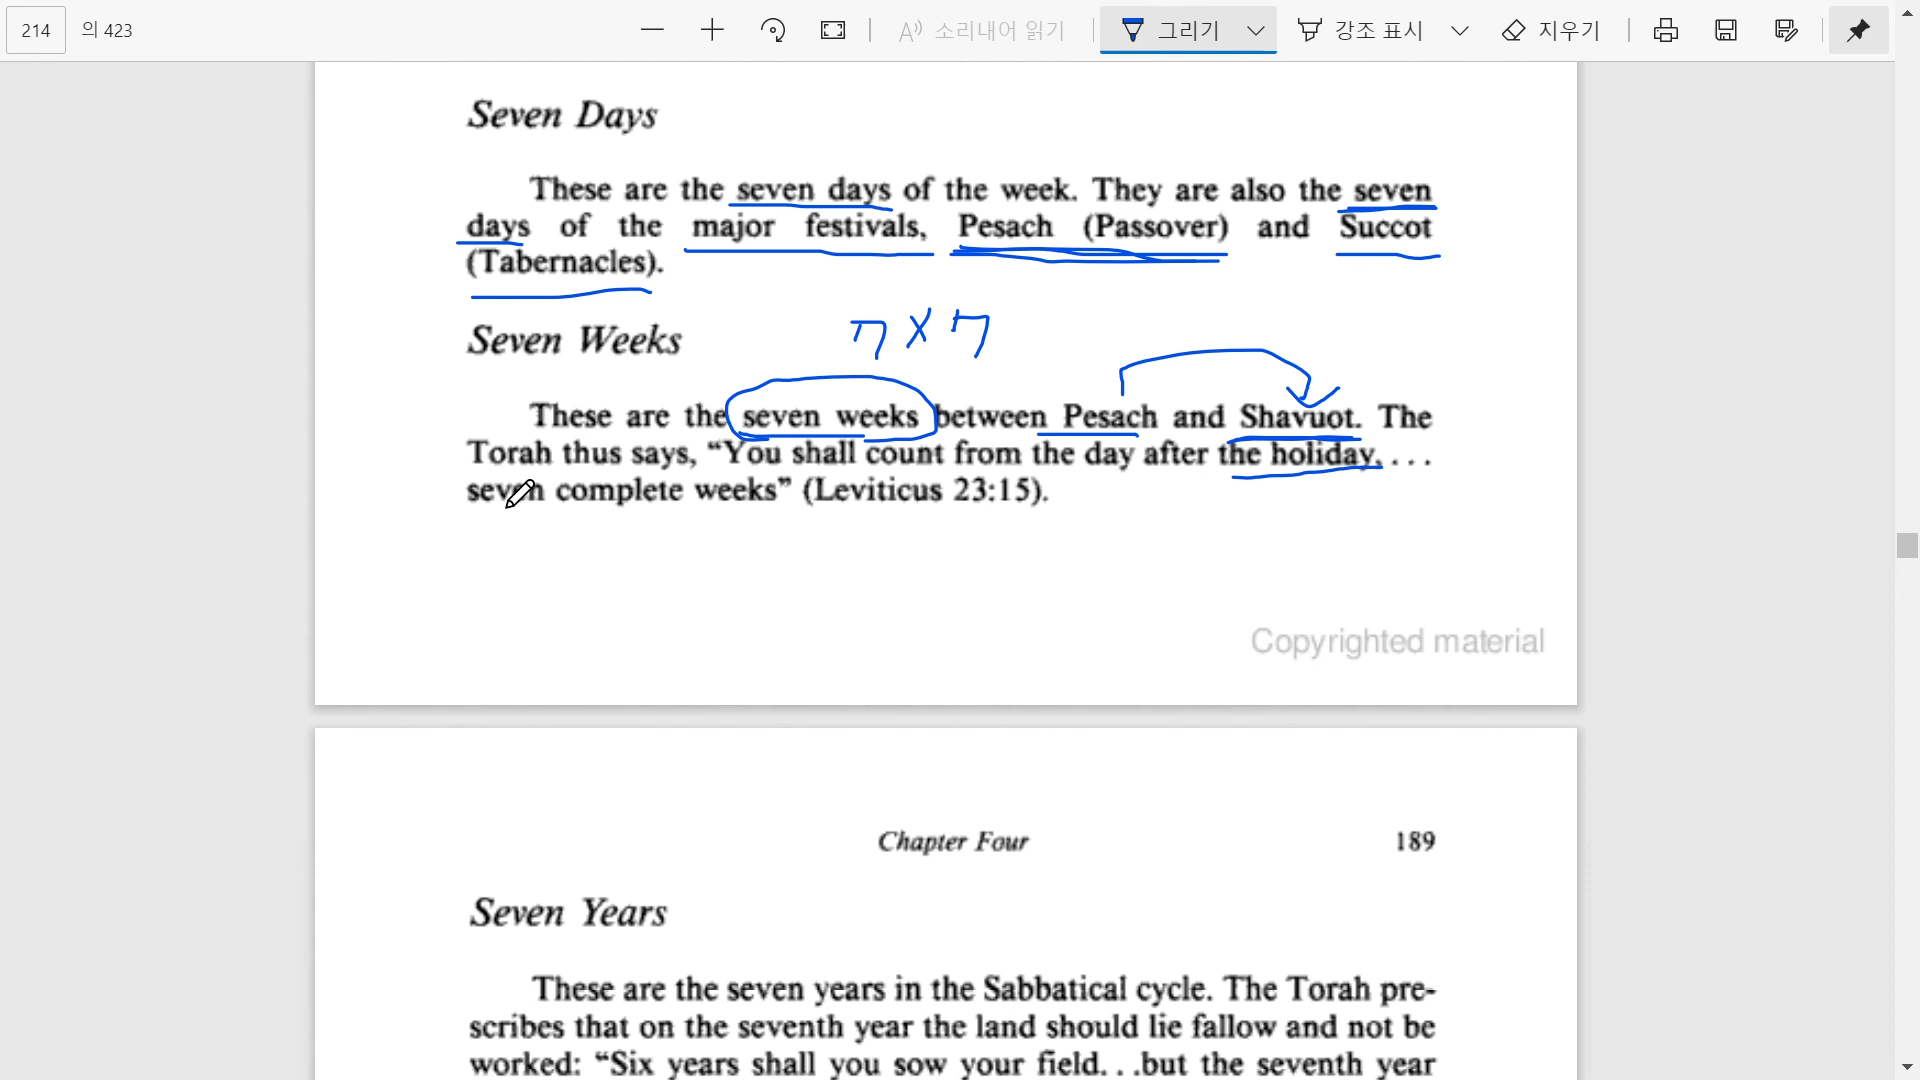 214 의 423 A⁾⁾ 소리내어 읽기 그리기 강조 표시 지우기
Seven Days
These are the seven days of the week. They are also the seven
days of the major festivals, Pesach (Passover) and Succot
(Tabernacles).
7 x 7
Seven Weeks
These are the seven weeks between Pesach and Shavuot. The
Torah thus says, “You shall count from the day after the holiday, . . .
seven complete weeks” (Leviticus 23:15).
Copyrighted material
Chapter Four 189
Seven Years
These are the seven years in the Sabbatical cycle. The Torah pre-
scribes that on the seventh year the land should lie fallow and not be
worked: “Six years shall you sow your field. . .but the seventh year